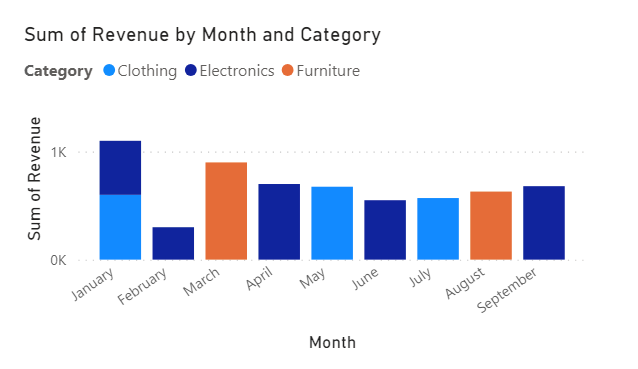 Sum of Revenue by Month and Category
Category Clothing Electronics Furniture
Sum of Revenue
1K
0K
January
February
March
April
May
June
July
August
September
Month